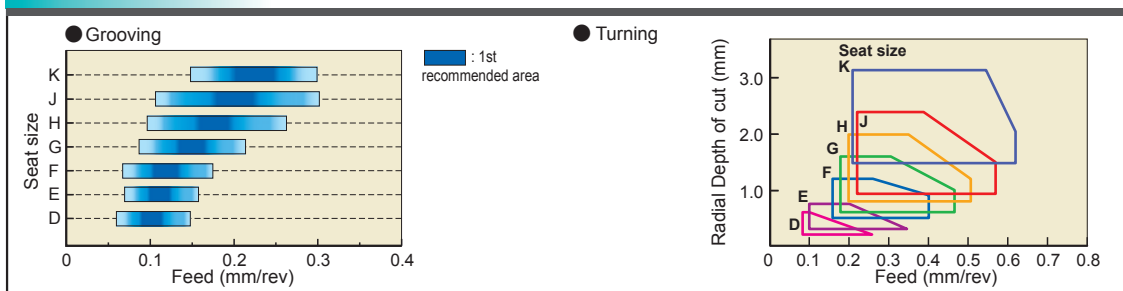 ● Grooving
K
J
H
G
F
E
D
Seat size
0
0.1
0.2
0.3
0.4
Feed (mm/rev)
: 1st
recommended area
● Turning
Radial Depth of cut (mm)
3.0
2.0
1.0
Seat size
K
J
H
G
F
E
D
0
0.1
0.2
0.3
0.4
0.5
0.6
0.7
0.8
Feed (mm/rev)